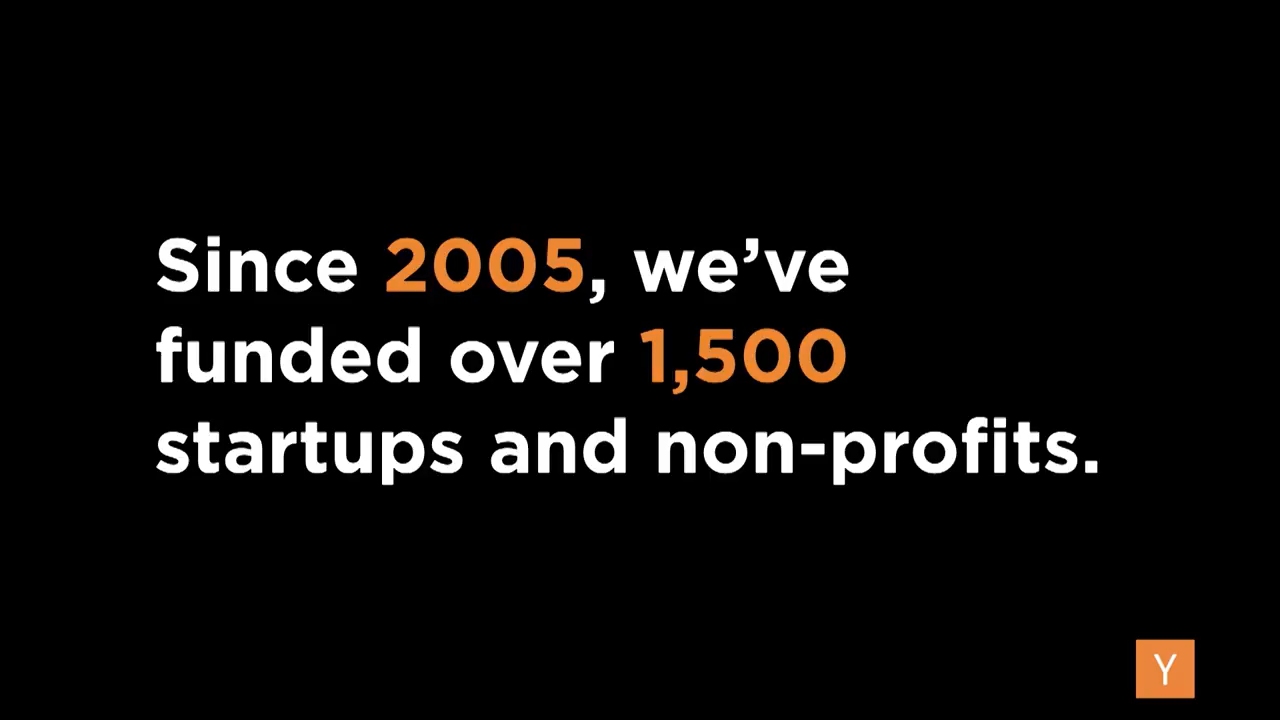 Since 2005, we’ve
funded over 1,500
startups and non-profits.
Y